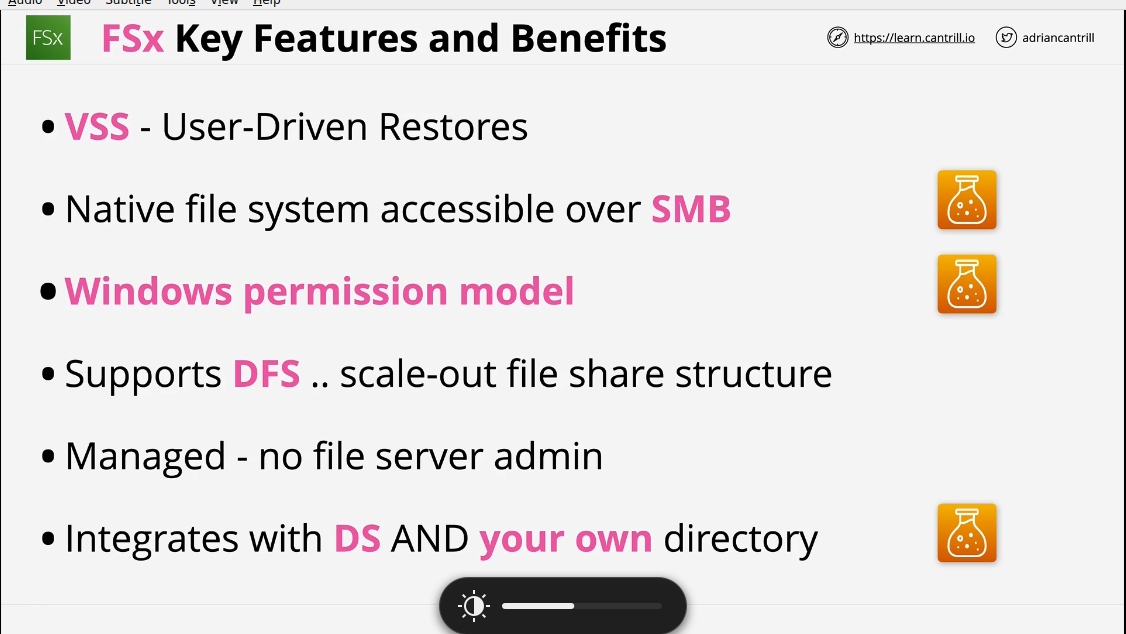 Audio Video Subtitle Tools View Help
FSx FSx Key Features and Benefits https://learn.cantrill.io adriancantrill
• VSS - User-Driven Restores
• Native file system accessible over SMB
• Windows permission model
• Supports DFS .. scale-out file share structure
• Managed - no file server admin
• Integrates with DS AND your own directory